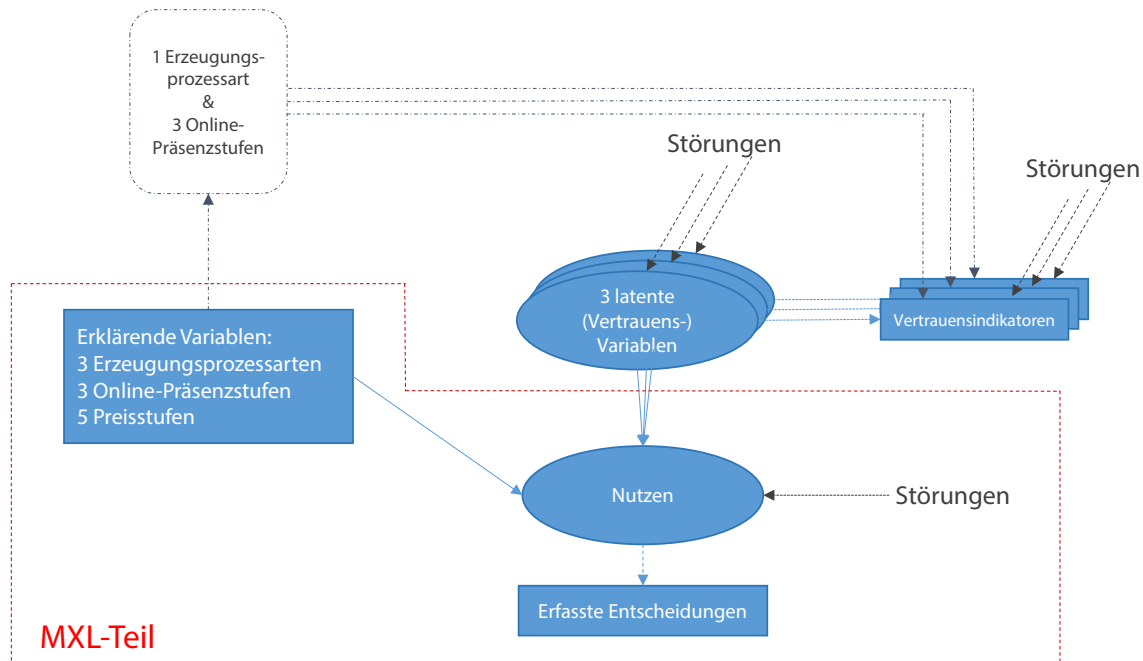 1 Erzeugungs-
prozessart
&
3 Online-
Präsenzstufen
Störungen
Störungen
3 latente
(Vertrauens-)
Variablen
Vertrauensindikatoren
Erklärende Variablen:
3 Erzeugungsprozessarten
3 Online-Präsenzstufen
5 Preisstufen
Nutzen
Störungen
Erfasste Entscheidungen
MXL-Teil